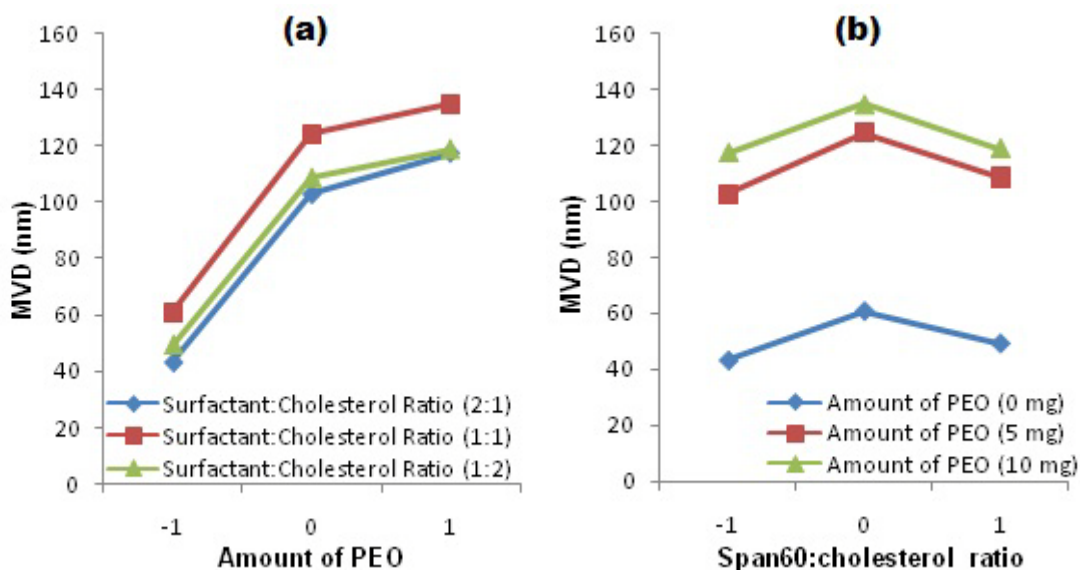 (a)
MVD (nm)
160
140
120
100
80
60
40
20
0
-1
0
1
Amount of PEO
Surfactant:Cholesterol Ratio (2:1)
Surfactant:Cholesterol Ratio (1:1)
Surfactant:Cholesterol Ratio (1:2)
(b)
MVD (nm)
160
140
120
100
80
60
40
20
0
-1
0
1
Span60:cholesterol ratio
Amount of PEO (0 mg)
Amount of PEO (5 mg)
Amount of PEO (10 mg)